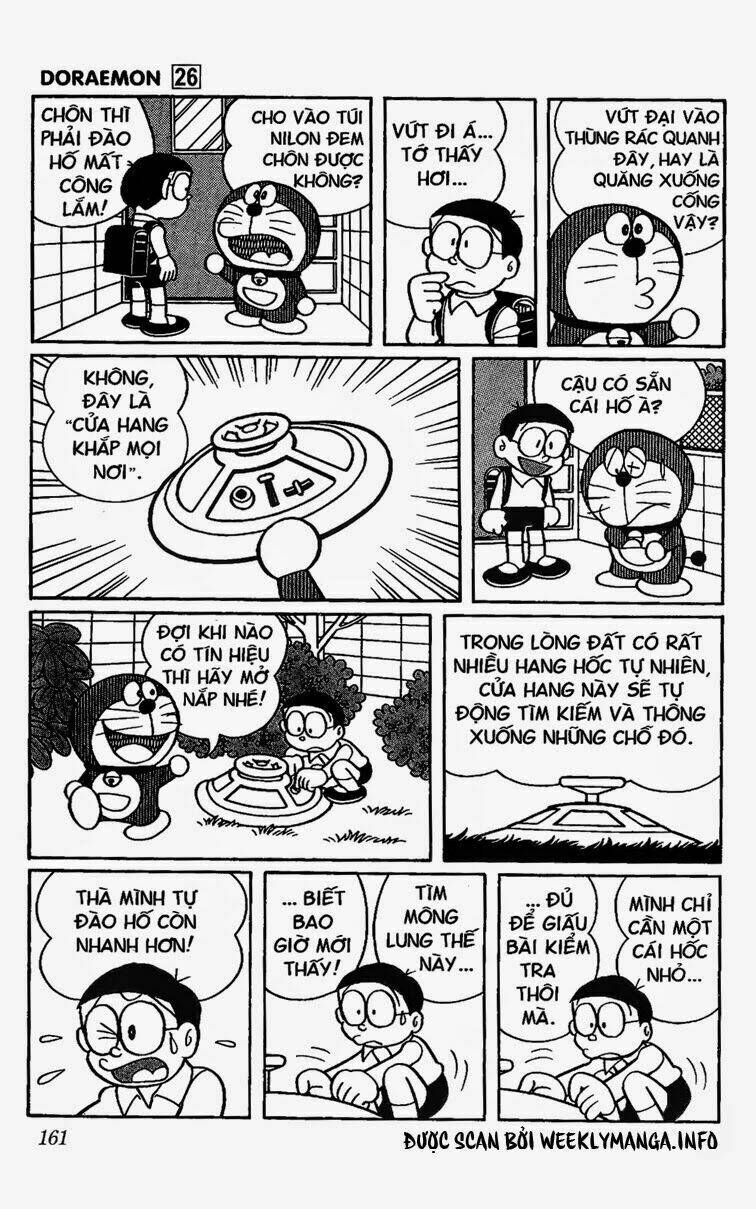 DORAEMON 26
VỨT ĐẠI VÀO
THÙNG RÁC QUANH
ĐÂY, HAY LÀ
QUĂNG XUỐNG
CỐNG
VẬY?
VỨT ĐI Á...
TỚ THẤY
HƠI...
CHO VÀO TÚI
NILON ĐEM
CHÔN ĐƯỢC
KHÔNG?
CHÔN THÌ
PHẢI ĐÀO
HỐ MẤT
CÔNG
LẮM!
CẬU CÓ SẴN
CÁI HỐ À?
KHÔNG,
ĐÂY LÀ
"CỬA HANG
KHẮP MỌI
NƠI".
TRONG LÒNG ĐẤT CÓ RẤT
NHIỀU HANG HỐC TỰ NHIÊN,
CỬA HANG NÀY SẼ TỰ
ĐỘNG TÌM KIẾM VÀ THÔNG
XUỐNG NHỮNG CHỖ ĐÓ.
ĐỢI KHI NÀO
CÓ TÍN HIỆU
THÌ HÃY MỞ
NẮP NHÉ!
MÌNH CHỈ
CẦN MỘT
CÁI HỐC
NHỎ...
... ĐỦ
ĐỂ GIẤU
BÀI KIỂM
TRA
THÔI
MÀ.
TÌM
MÔNG
LUNG THẾ
NÀY...
... BIẾT
BAO
GIỜ MỚI
THẤY!
THÀ MÌNH TỰ
ĐÀO HỐ CÒN
NHANH HƠN!
161
ĐƯỢC SCAN BỞI WEEKLYMANGA.INFO